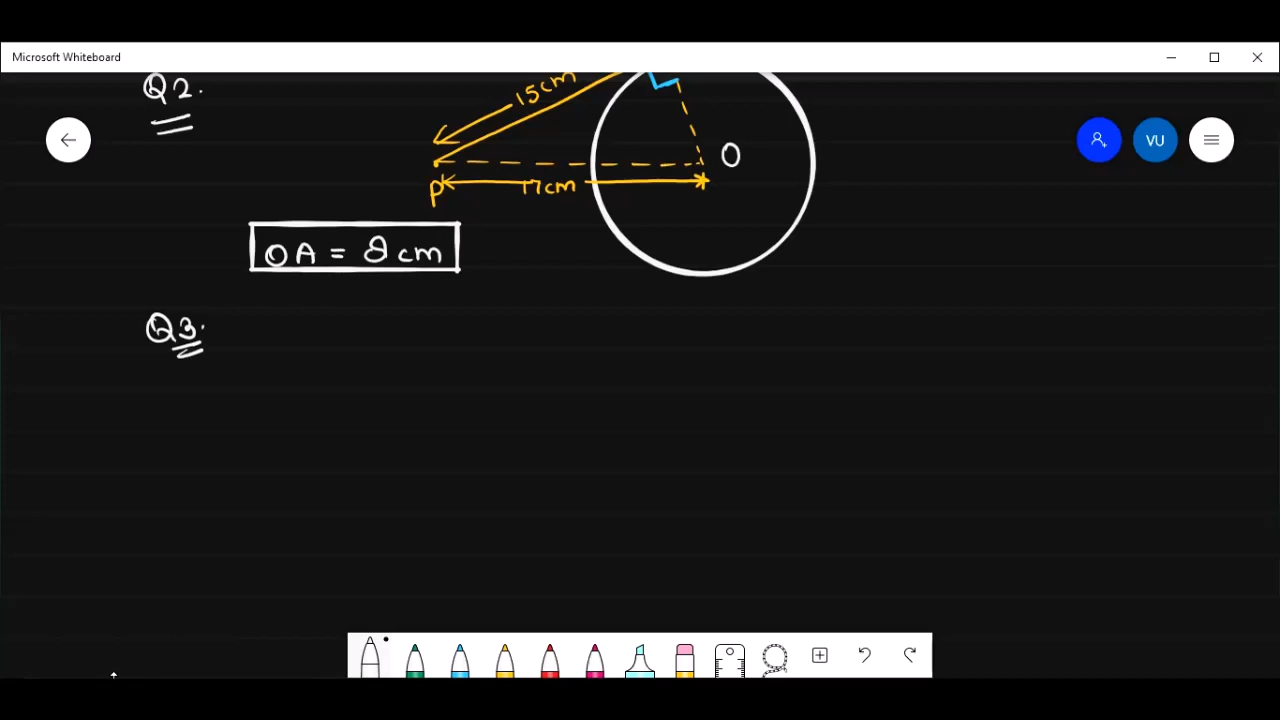 Microsoft Whiteboard
Q2.
15cm
O
VU
P
17cm
OA = 8 cm
Q3.